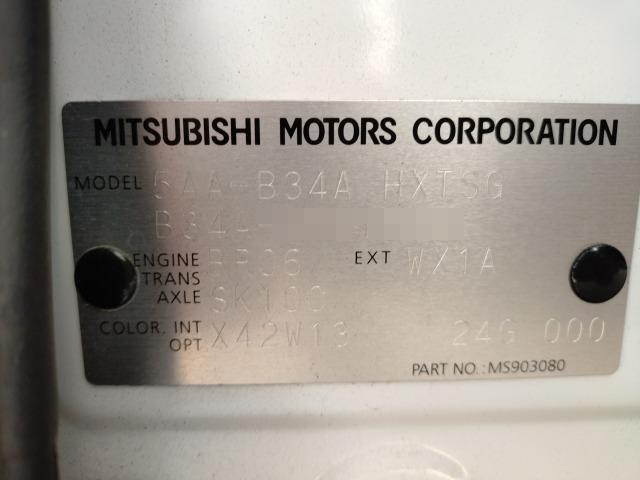 MITSUBISHI MOTORS CORPORATION
MODEL 5AA-B34A HXTSG
B34A-
ENGINE BR06 EXT WX1A
TRANS
AXLE SK100
COLOR. INT
OPT X42W13 24G 000
PART NO.:MS903080